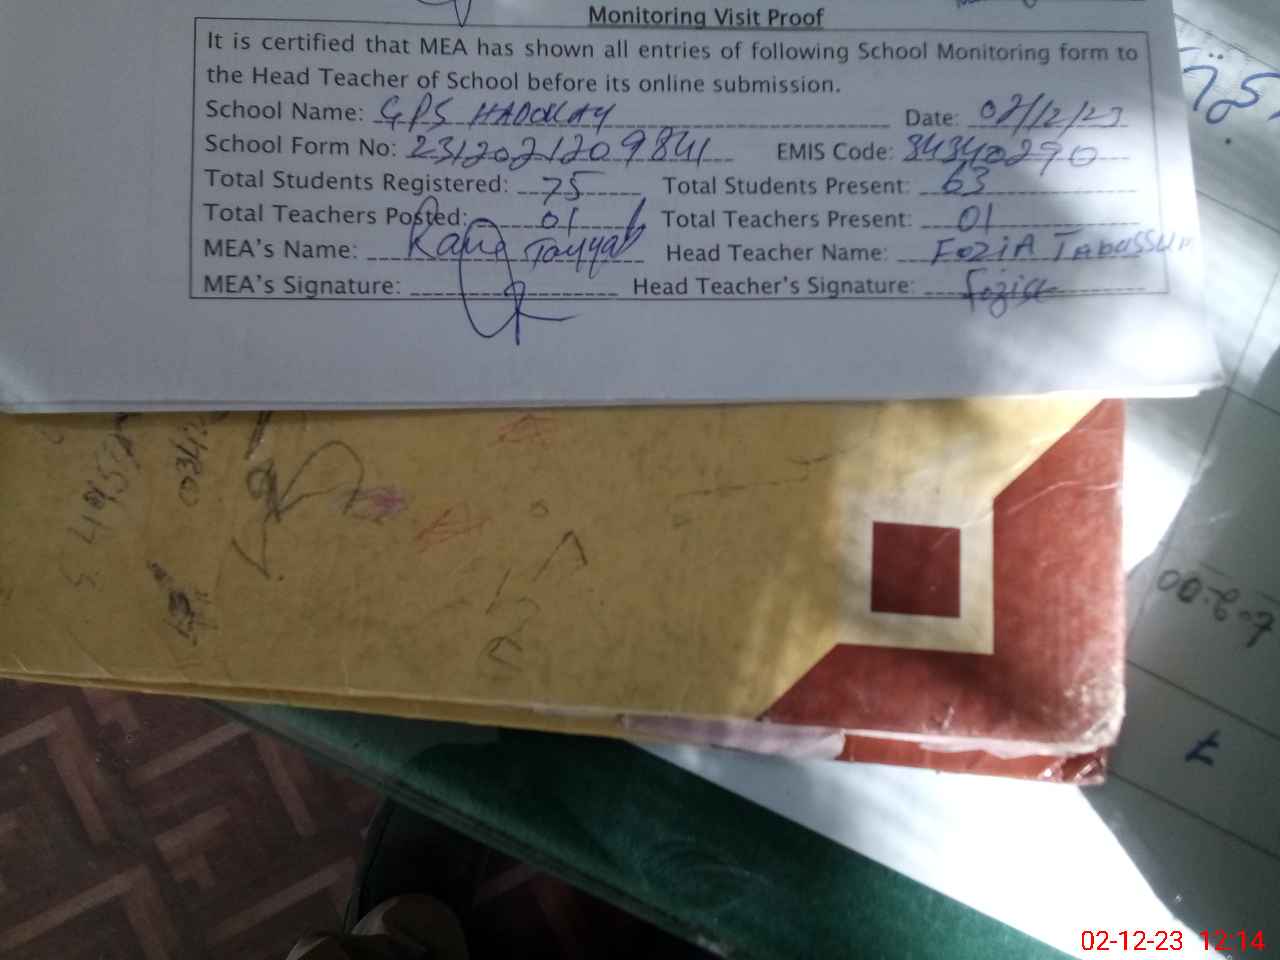 Monitoring Visit Proof
It is certified that MEA has shown all entries of following School Monitoring form to
the Head Teacher of School before its online submission.
School Name: GPS HADOKAY Date: 02/12/23
School Form No: 2312021209841 EMIS Code: 34340290
Total Students Registered: 75 Total Students Present: 63
Total Teachers Posted: 01 Total Teachers Present: 01
MEA's Name: Rana Tayyab Head Teacher Name: FoziA TAbussum
MEA's Signature: Head Teacher's Signature: Fozia
02-12-23 12:14